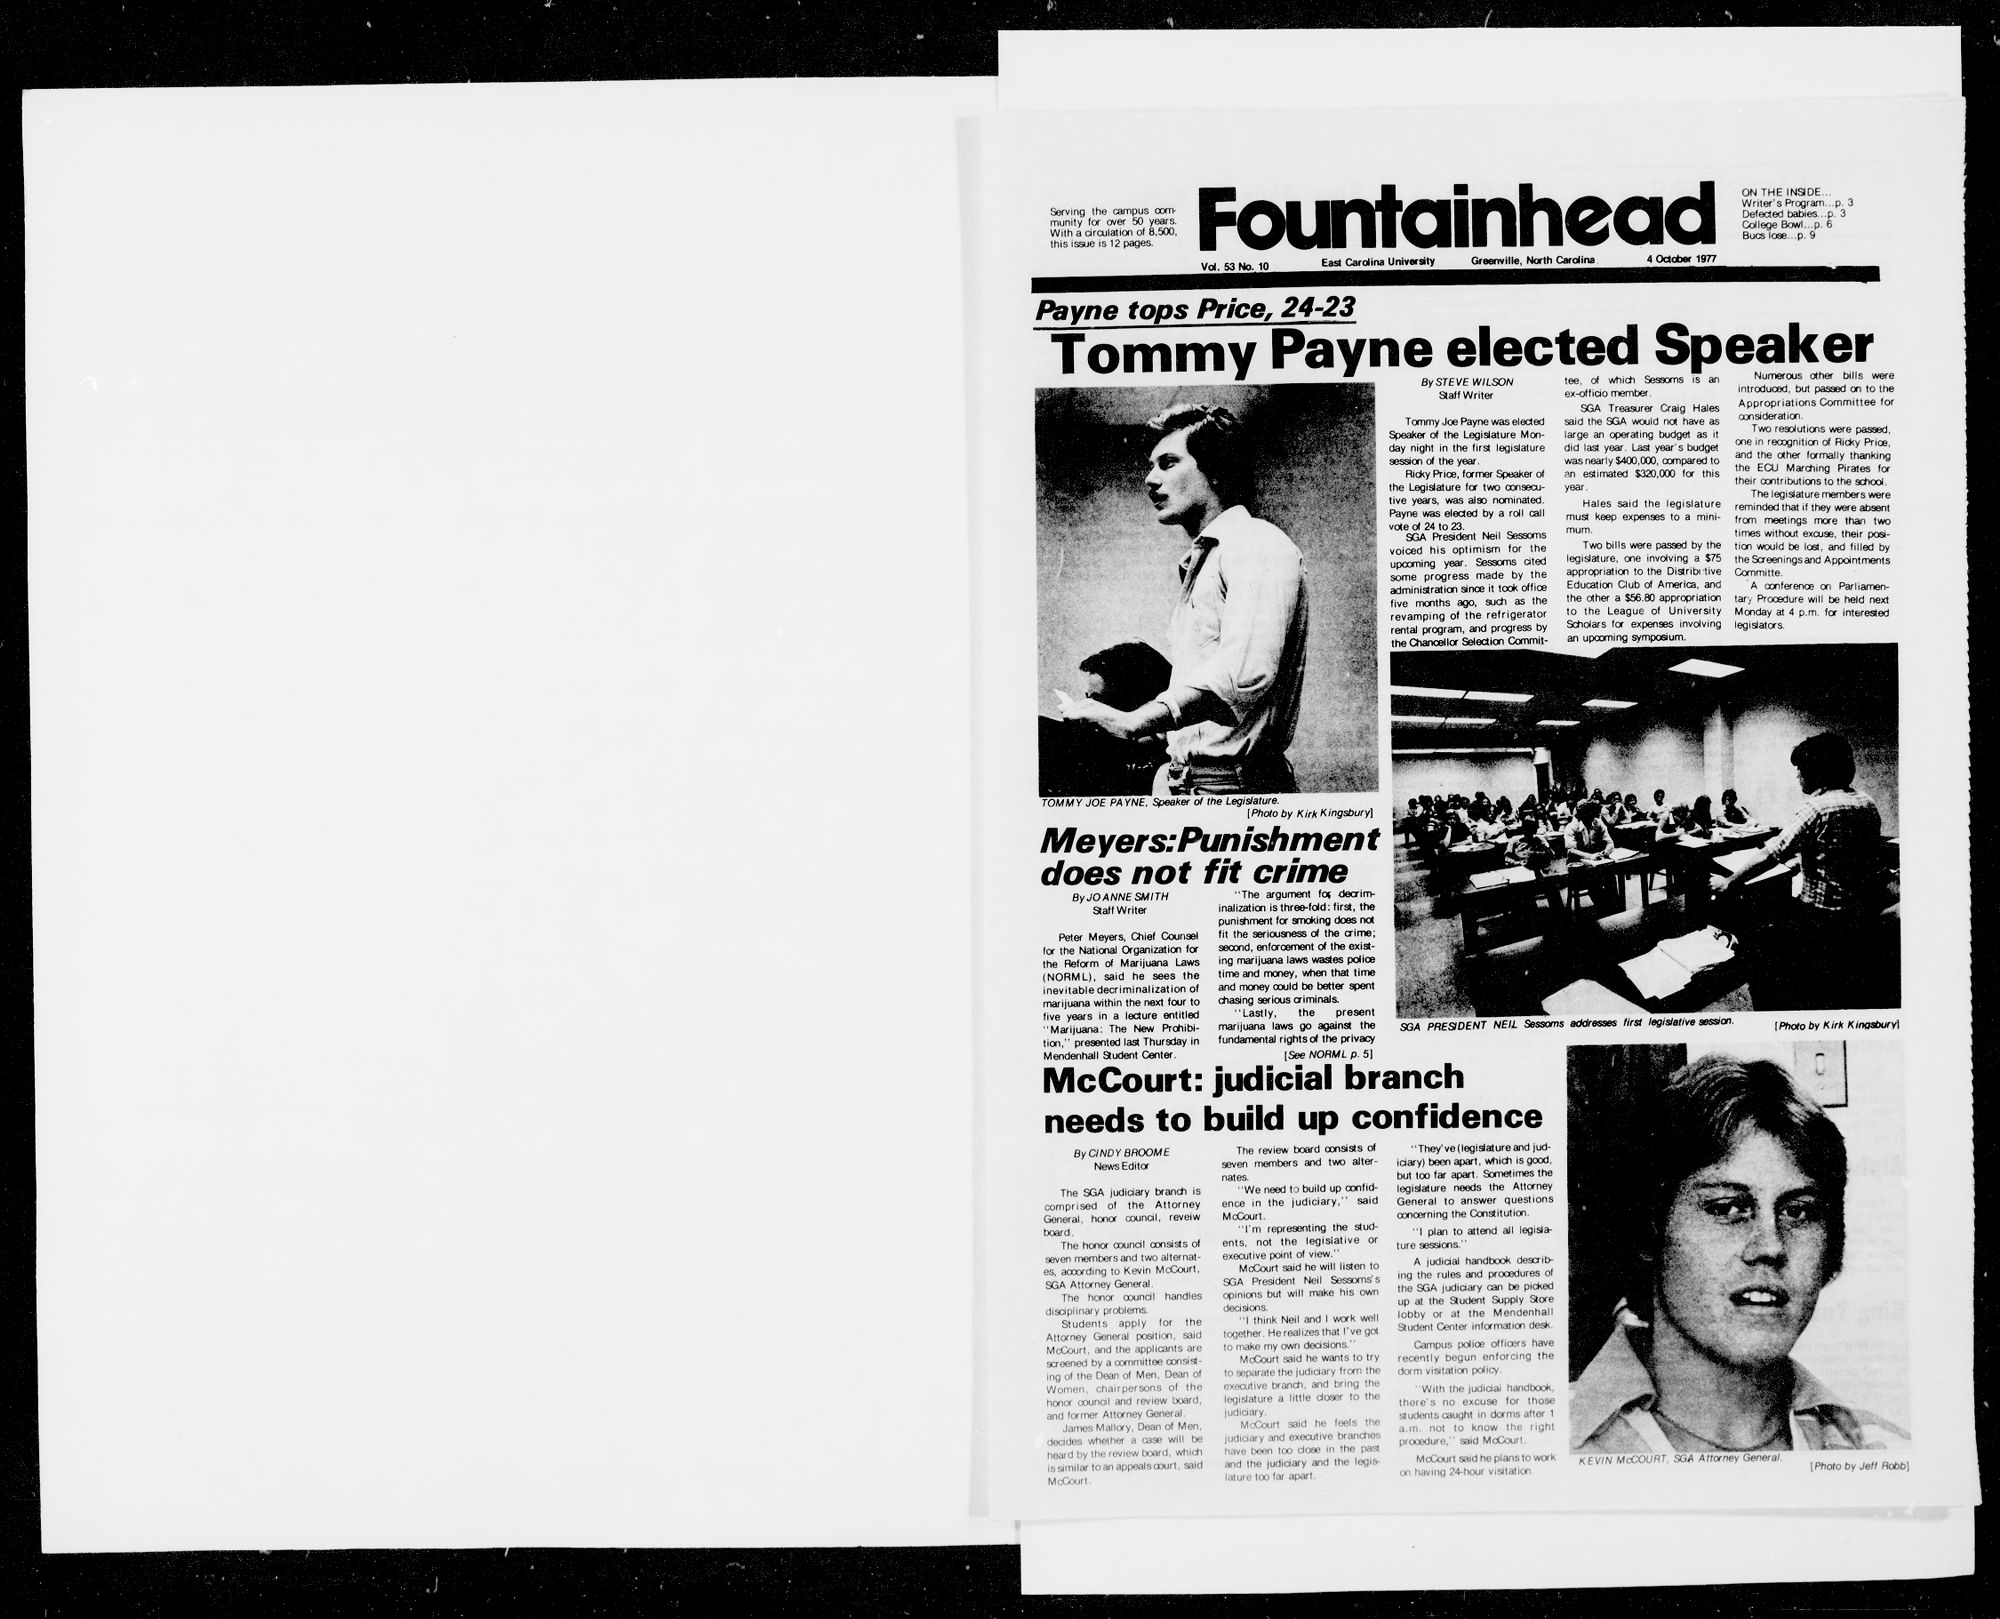 Serving the campus com-
munity for over 50 years.
With a circulation of 8,500,
this issue is 12 pages.
Fountainhead
ON THE INSIDE...
Writer's Program...p. 3
Defected babies...p. 3
College Bowl...p. 6
Bucs lose...p. 9
Vol. 53 No. 10 East Carolina University Greenville, North Carolina 4 October 1977
Payne tops Price, 24-23
Tommy Payne elected Speaker
TOMMY JOE PAYNE, Speaker of the Legislature.
[Photo by Kirk Kingsbury]
By STEVE WILSON
Staff Writer
Tommy Joe Payne was elected
Speaker of the Legislature Mon-
day night in the first legislature
session of the year.
Ricky Price, former Speaker of
the Legislature for two consecu-
tive years, was also nominated.
Payne was elected by a roll call
vote of 24 to 23.
SGA President Neil Sessoms
voiced his optimism for the
upcoming year. Sessoms cited
some progress made by the
administration since it took office
five months ago, such as the
revamping of the refrigerator
rental program, and progress by
the Chancellor Selection Commit-
tee, of which Sessoms is an
ex-officio member.
SGA Treasurer Craig Hales
said the SGA would not have as
large an operating budget as it
did last year. Last year's budget
was nearly $400,000, compared to
an estimated $320,000 for this
year.
Hales said the legislature
must keep expenses to a mini-
mum.
Two bills were passed by the
legislature, one involving a $75
appropriation to the Distributive
Education Club of America, and
the other a $56.80 appropriation
to the League of University
Scholars for expenses involving
an upcoming symposium.
Numerous other bills were
introduced, but passed on to the
Appropriations Committee for
consideration.
Two resolutions were passed,
one in recognition of Ricky Price,
and the other formally thanking
the ECU Marching Pirates for
their contributions to the school.
The legislature members were
reminded that if they were absent
from meetings more than two
times without excuse, their posi-
tion would be lost, and filled by
the Screenings and Appointments
Committe.
A conference on Parliamen-
tary Procedure will be held next
Monday at 4 p.m. for interested
legislators.
SGA PRESIDENT NEIL Sessoms addresses first legislative session.
[Photo by Kirk Kingsbury]
Meyers:Punishment
does not fit crime
By JO ANNE SMITH
Staff Writer
Peter Meyers, Chief Counsel
for the National Organization for
the Reform of Marijuana Laws
(NORML), said he sees the
inevitable decriminalization of
marijuana within the next four to
five years in a lecture entitled
"Marijuana: The New Prohibi-
tion," presented last Thursday in
Mendenhall Student Center.
"The argument for decrim-
inalization is three-fold: first, the
punishment for smoking does not
fit the seriousness of the crime;
second, enforcement of the exist-
ing marijuana laws wastes police
time and money, when that time
and money could be better spent
chasing serious criminals.
"Lastly, the present
marijuana laws go against the
fundamental rights of the privacy
[See NORML p. 5]
McCourt: judicial branch
needs to build up confidence
By CINDY BROOME
News Editor
The SGA judiciary branch is
comprised of the Attorney
General, honor council, reveiw
board.
The honor council consists of
seven members and two alternat-
es, according to Kevin McCourt,
SGA Attorney General.
The honor council handles
disciplinary problems.
Students apply for the
Attorney General position, said
McCourt, and the applicants are
screened by a committee consist-
ing of the Dean of Men, Dean of
Women, chairpersons of the
honor council and review board,
and former Attorney General.
James Mallory, Dean of Men,
decides whether a case will be
heard by the review board, which
is similar to an appeals court, said
McCourt.
The review board consists of
seven members and two alter-
nates.
"We need to build up confid-
ence in the judiciary," said
McCourt.
"I'm representing the stud-
ents, not the legislative or
executive point of view."
McCourt said he will listen to
SGA President Neil Sessoms's
opinions but will make his own
decisions.
"I think Neil and I work well
together. He realizes that I've got
to make my own decisions."
McCourt said he wants to try
to separate the judiciary from the
executive branch, and bring the
legislature a little closer to the
judiciary.
McCourt said he feels the
judiciary and executive branches
have been too close in the past
and the judiciary and the legis-
lature too far apart.
"They've (legislature and jud-
iciary) been apart, which is good,
but too far apart. Sometimes the
legislature needs the Attorney
General to answer questions
concerning the Constitution.
"I plan to attend all legisla-
ture sessions."
A judicial handbook describ-
ing the rules and procedures of
the SGA judiciary can be picked
up at the Student Supply Store
lobby or at the Mendenhall
Student Center information desk.
Campus police officers have
recently begun enforcing the
dorm visitation policy.
"With the judicial handbook,
there's no excuse for those
students caught in dorms after 1
a.m. not to know the right
procedure," said McCourt.
McCourt said he plans to work
on having 24-hour visitation.
KEVIN McCOURT, SGA Attorney General.
[Photo by Jeff Robb]